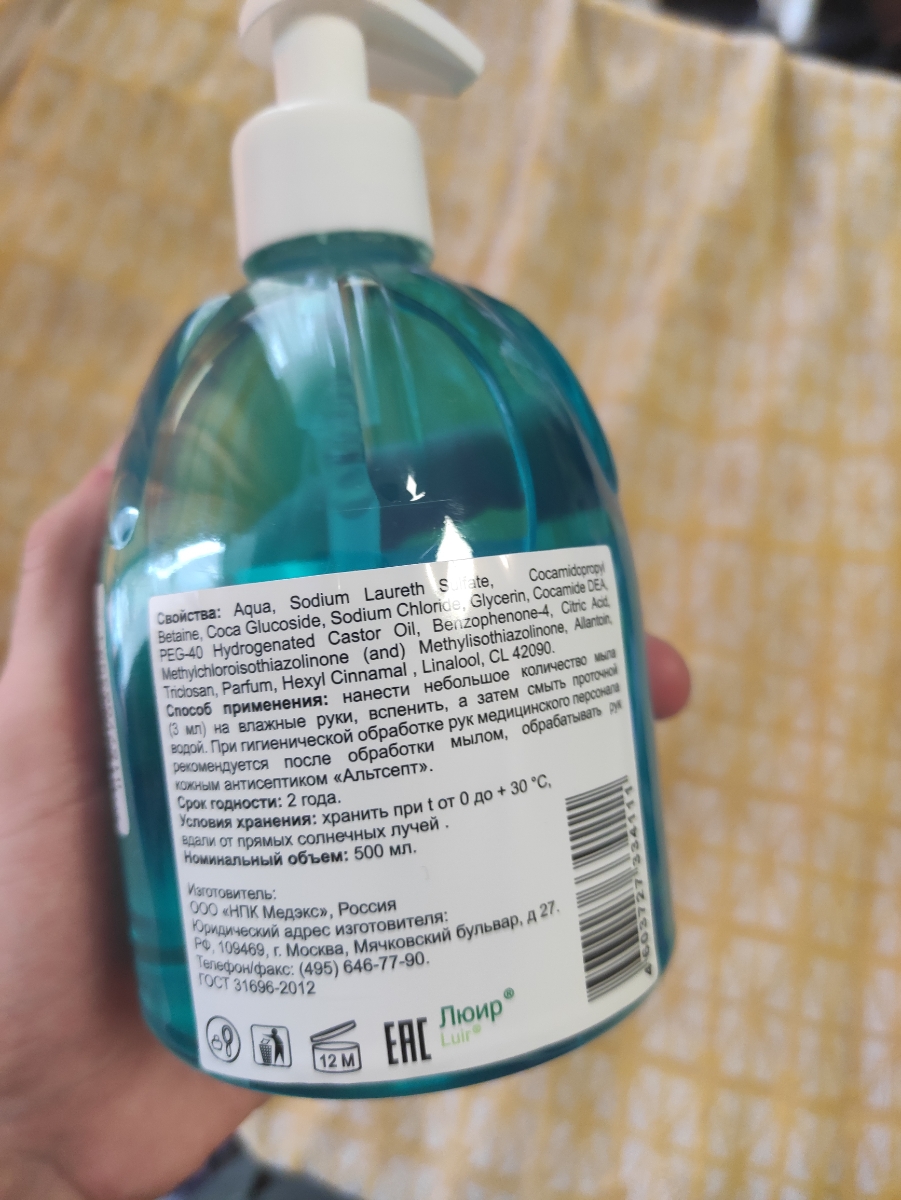 Свойства: Aqua, Sodium Laureth Sulfate, Cocamidopropyl
Betaine, Coca Glucoside, Sodium Chloride, Glycerin, Cocamide DEA,
PEG-40 Hydrogenated Castor Oil, Benzophenone-4, Citric Acid,
Methylchloroisothiazolinone (and) Methylisothiazolinone, Allantoin,
Triclosan, Parfum, Hexyl Cinnamal , Linalool, CL 42090.
Способ применения: нанести небольшое количество мыла
(3 мл) на влажные руки, вспенить, а затем смыть проточной
водой. При гигиенической обработке рук медицинского персонала
рекомендуется после обработки мылом, обрабатывать рук
кожным антисептиком «Альтсепт».
Срок годности: 2 года.
Условия хранения: хранить при t от 0 до + 30 °C,
вдали от прямых солнечных лучей .
Номинальный объем: 500 мл.
Изготовитель:
ООО «НПК Медэкс», Россия
Юридический адрес изготовителя:
РФ, 109469, г. Москва, Мячковский бульвар, д 27.
Телефон/факс: (495) 646-77-90.
ГОСТ 31696-2012
12 M
EAC
Люир®
Luir®
4 603727 334111